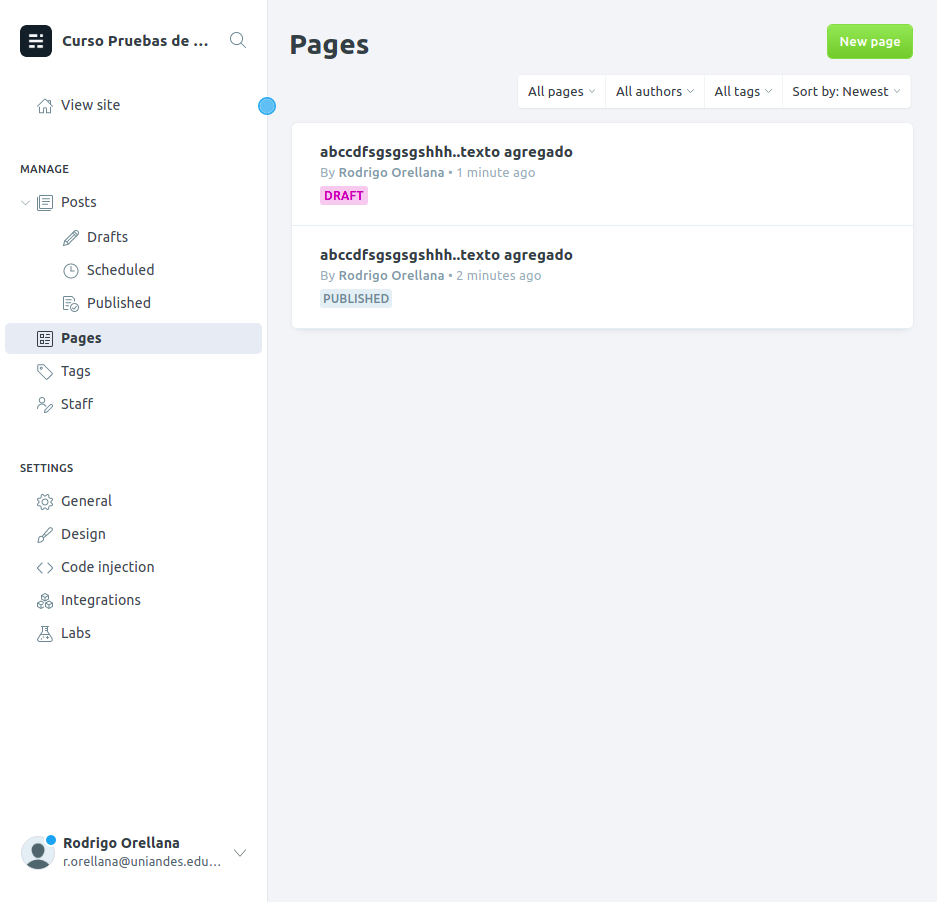 Curso Pruebas de ...
View site
MANAGE
Posts
Drafts
Scheduled
Published
Pages
Tags
Staff
SETTINGS
General
Design
Code injection
Integrations
Labs
Rodrigo Orellana
r.orellana@uniandes.edu...
Pages
New page
All pages
All authors
All tags
Sort by: Newest
abccdfsgsgsgshhh..texto agregado
By Rodrigo Orellana • 1 minute ago
DRAFT
abccdfsgsgsgshhh..texto agregado
By Rodrigo Orellana • 2 minutes ago
PUBLISHED